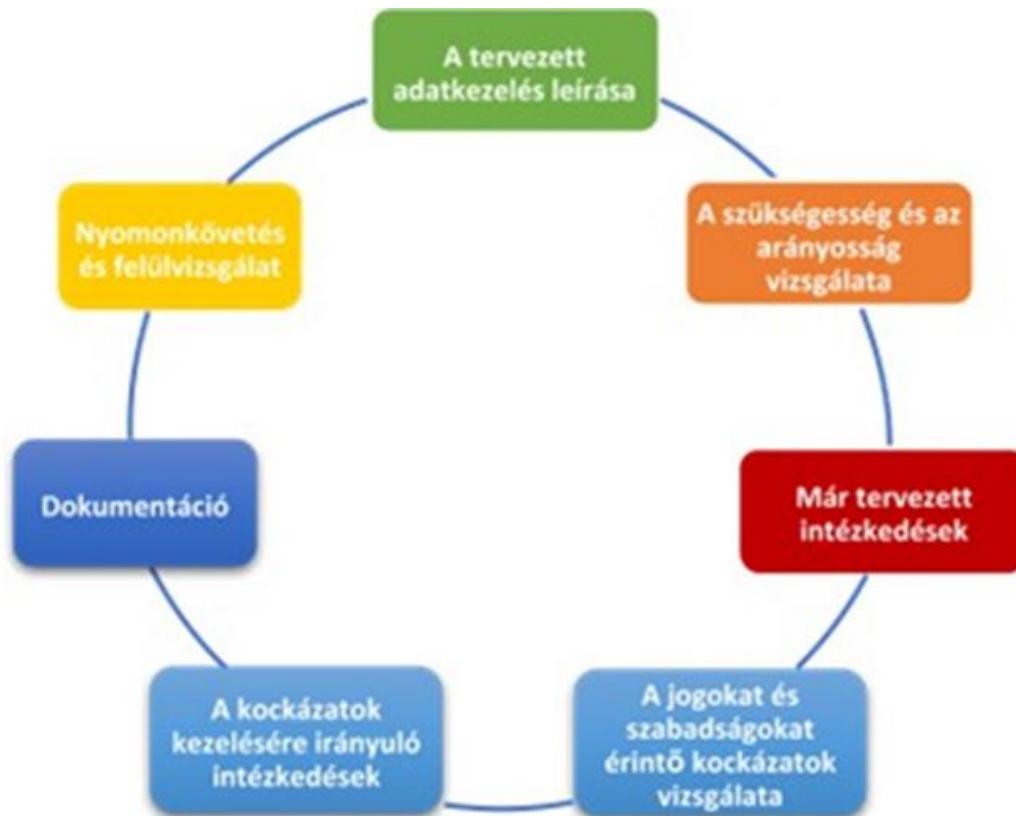 A tervezett
adatkezelés leírása
A szükségesség és az
arányosság
vizsgálata
Már tervezett
intézkedések
A jogokat és
szabadságokat
érintő kockázatok
vizsgálata
A kockázatok
kezelésére irányuló
intézkedések
Dokumentáció
Nyomonkövetés
és felülvizsgálat